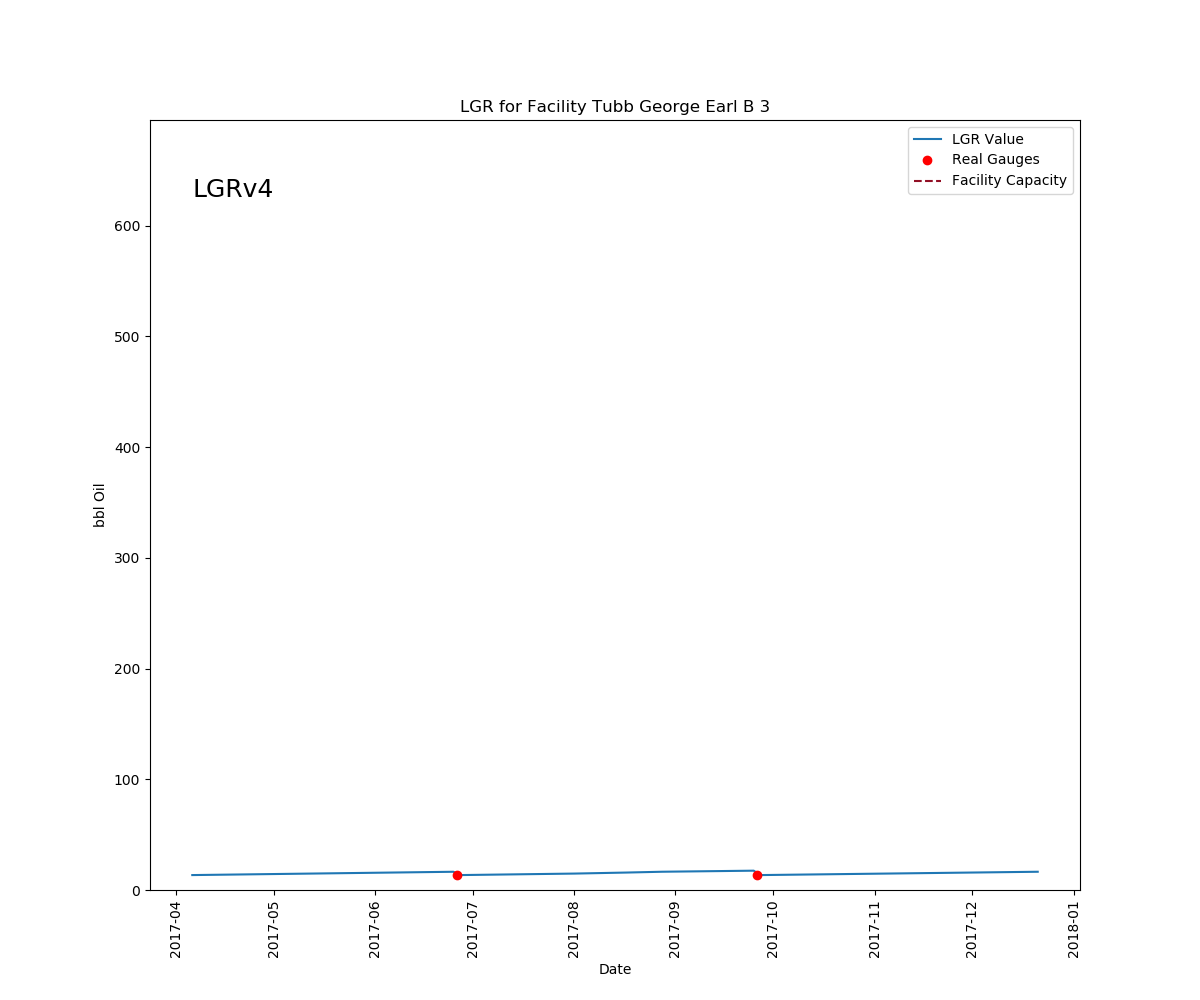 LGR for Facility Tubb George Earl B 3
LGRv4
LGR Value
Real Gauges
Facility Capacity
bbl Oil
600
500
400
300
200
100
0
2017-04
2017-05
2017-06
2017-07
2017-08
2017-09
2017-10
2017-11
2017-12
2018-01
Date